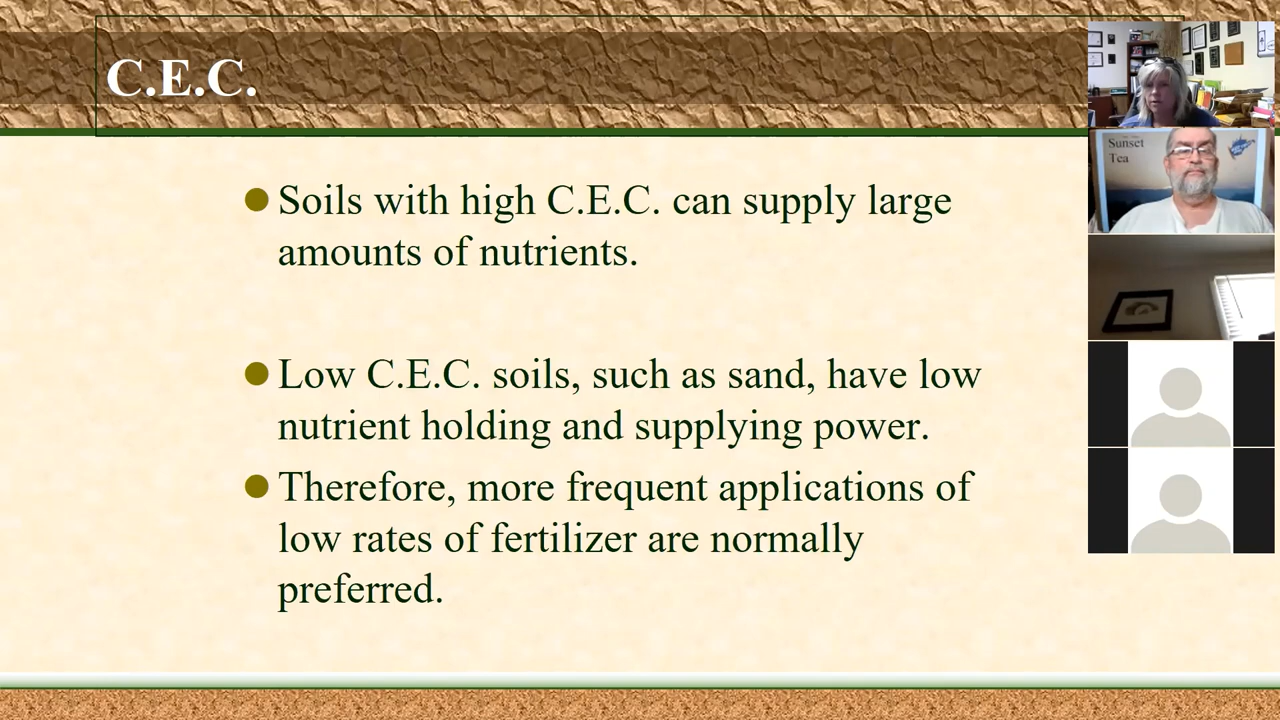 C.E.C.
Soils with high C.E.C. can supply large
amounts of nutrients.
Low C.E.C. soils, such as sand, have low
nutrient holding and supplying power.
Therefore, more frequent applications of
low rates of fertilizer are normally
preferred.
Sunset
Tea